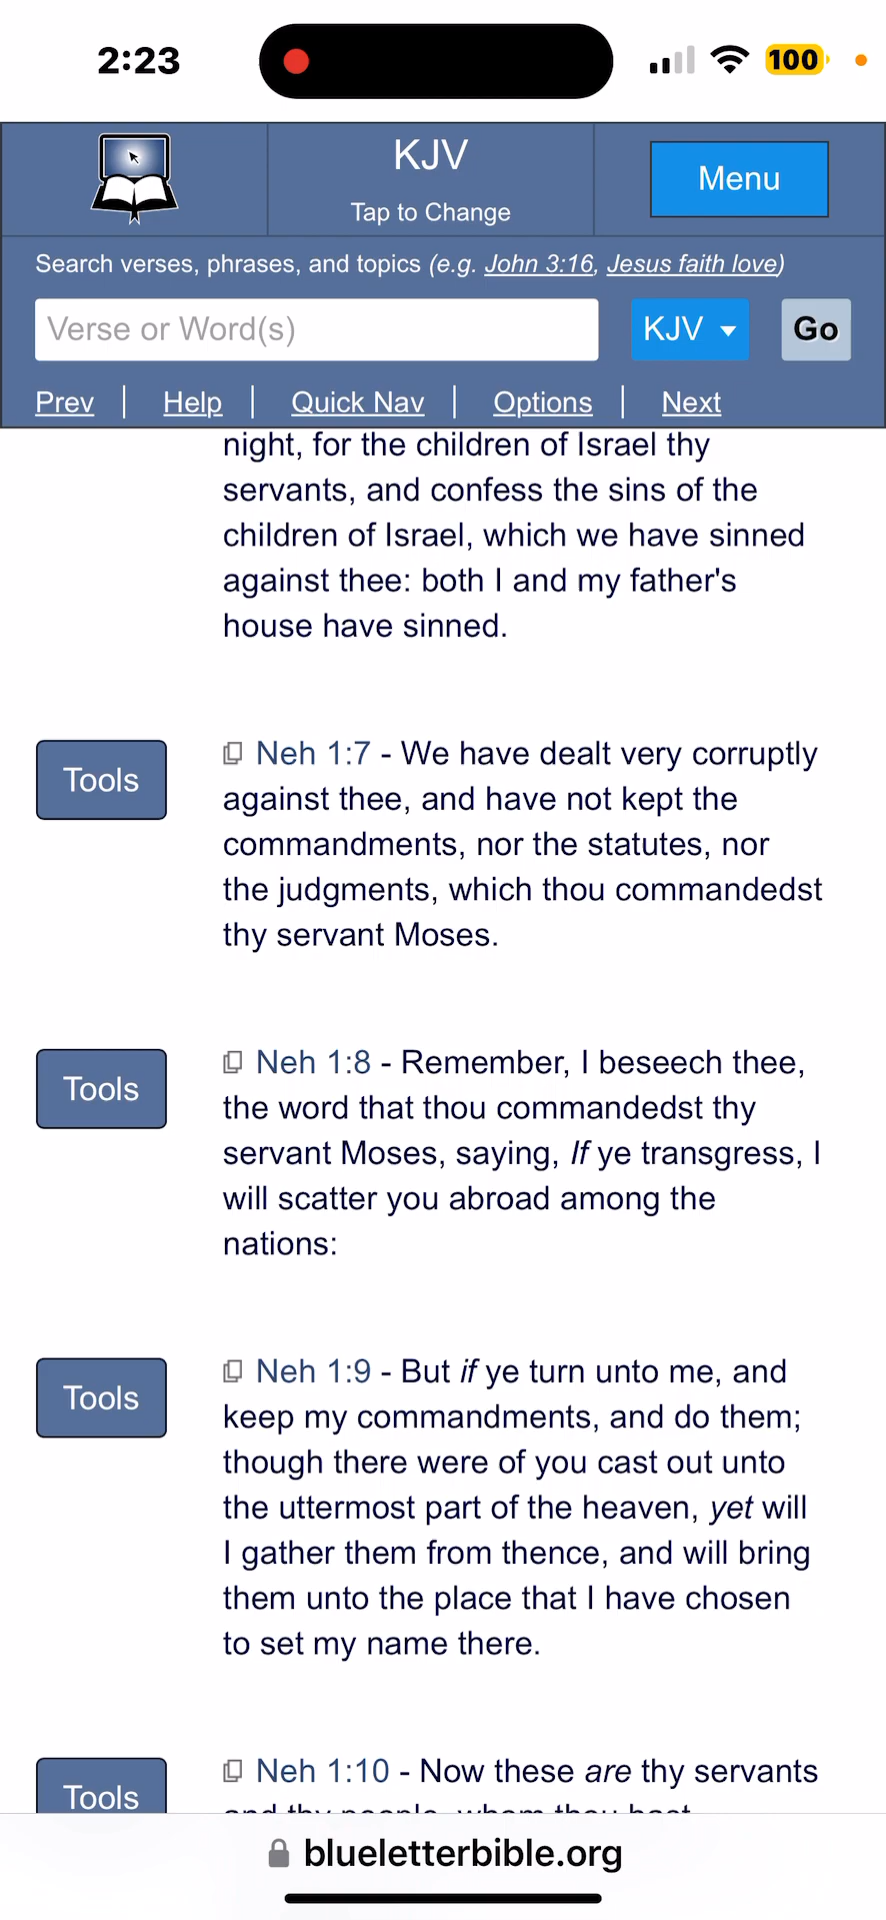 2:23
100
KJV
Tap to Change
Menu
Search verses, phrases, and topics (e.g. John 3:16, Jesus faith love)
Verse or Word(s)
KJV
Go
Prev | Help | Quick Nav | Options | Next
night, for the children of Israel thy
servants, and confess the sins of the
children of Israel, which we have sinned
against thee: both I and my father's
house have sinned.
Tools
Neh 1:7 - We have dealt very corruptly
against thee, and have not kept the
commandments, nor the statutes, nor
the judgments, which thou commandedst
thy servant Moses.
Tools
Neh 1:8 - Remember, I beseech thee,
the word that thou commandedst thy
servant Moses, saying, If ye transgress, I
will scatter you abroad among the
nations:
Tools
Neh 1:9 - But if ye turn unto me, and
keep my commandments, and do them;
though there were of you cast out unto
the uttermost part of the heaven, yet will
I gather them from thence, and will bring
them unto the place that I have chosen
to set my name there.
Tools
Neh 1:10 - Now these are thy servants
and thy people, whom thou hast
blueletterbible.org